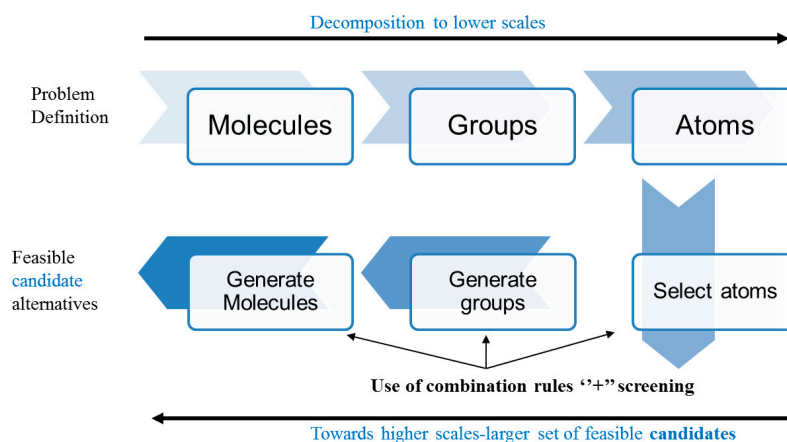 Decomposition to lower scales
Problem
Definition
Molecules
Groups
Atoms
Feasible
candidate
alternatives
Generate
Molecules
Generate
groups
Select atoms
Use of combination rules ‘‘+’’ screening
Towards higher scales-larger set of feasible candidates